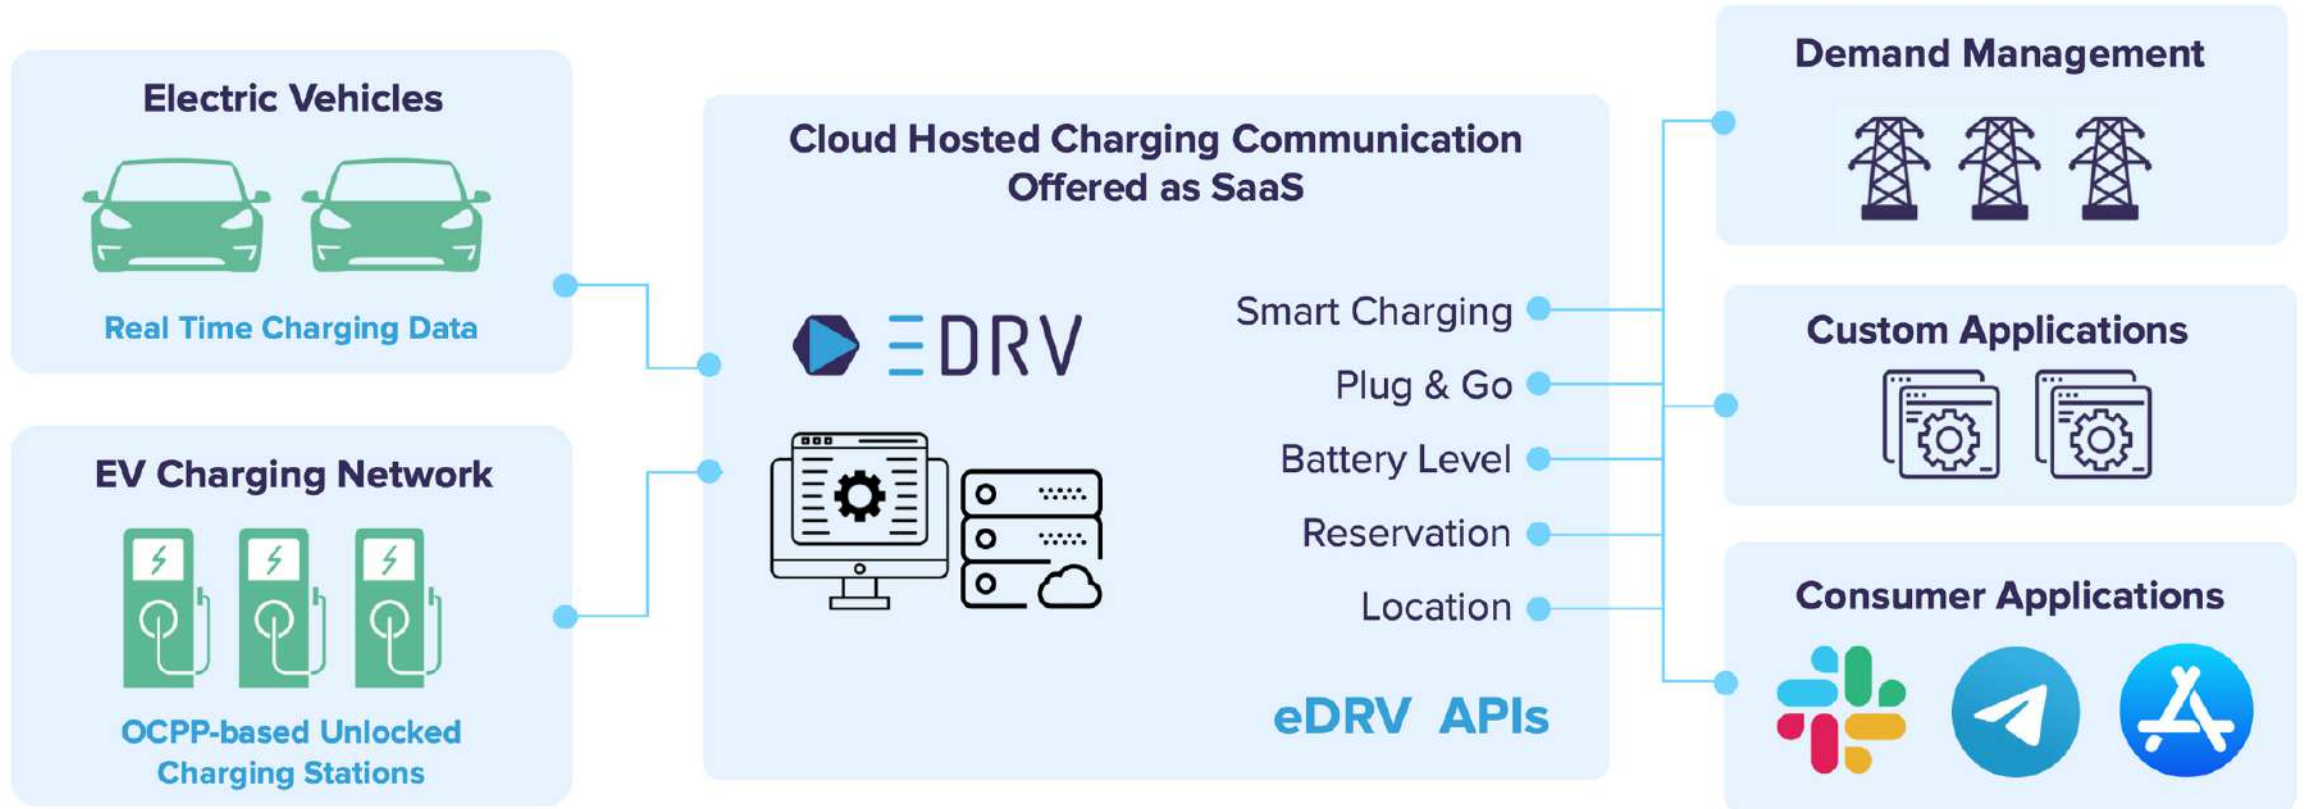 Electric Vehicles
Real Time Charging Data
EV Charging Network
OCPP-based Unlocked
Charging Stations
Cloud Hosted Charging Communication
Offered as SaaS
EDRV
Smart Charging
Plug & Go
Battery Level
Reservation
Location
eDRV APIs
Demand Management
Custom Applications
Consumer Applications